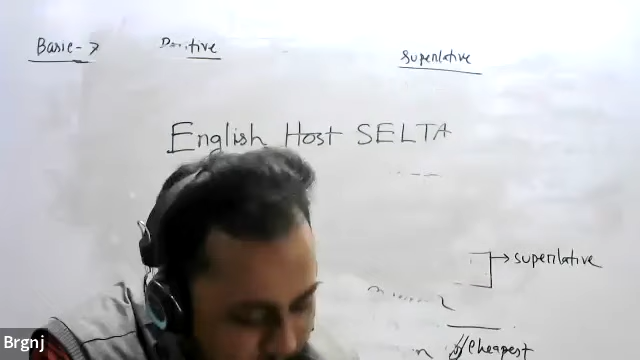 Basic → Positive Superlative
English Host SELTA
→ superlative
// Cheapest
Brgnj